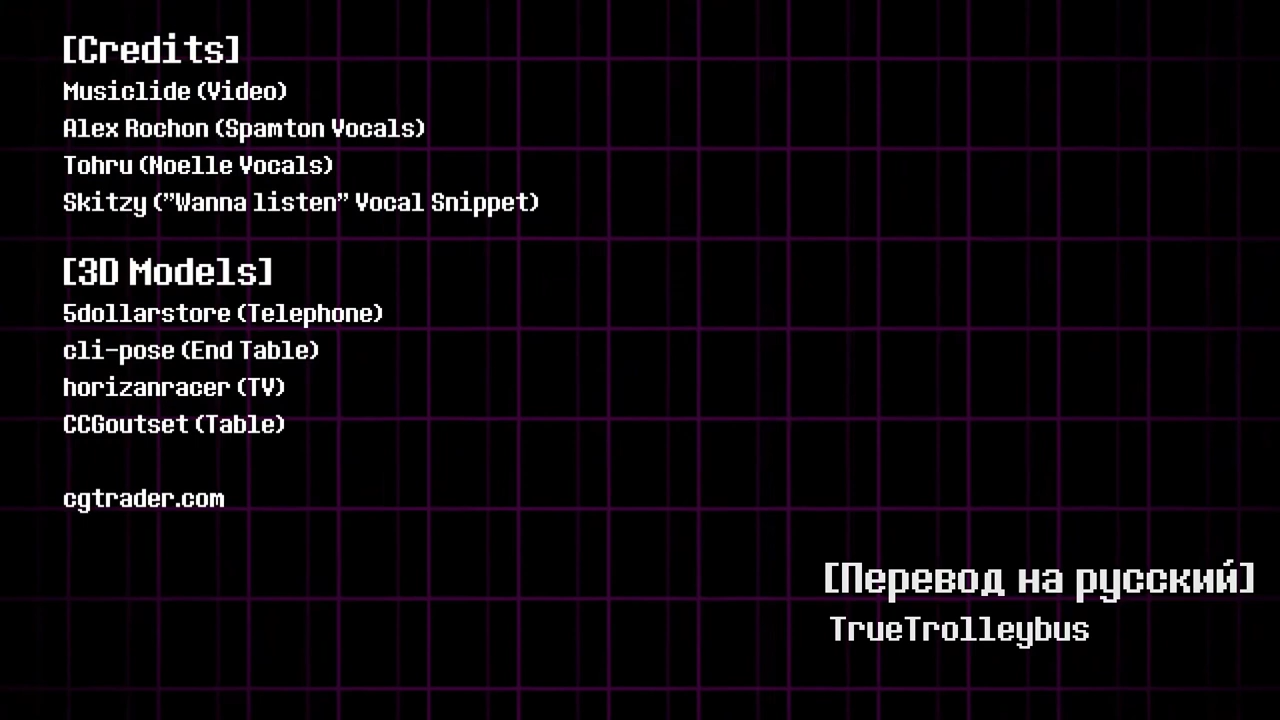 [Credits]
Musiclide (Video)
Alex Rochon (Spamton Vocals)
Tohru (Noelle Vocals)
Skitzy ("Wanna listen" Vocal Snippet)
[3D Models]
5dollarstore (Telephone)
cli-pose (End Table)
horizanracer (TV)
CCGoutset (Table)
cgtrader.com
[Перевод на русский]
TrueTrolleybus